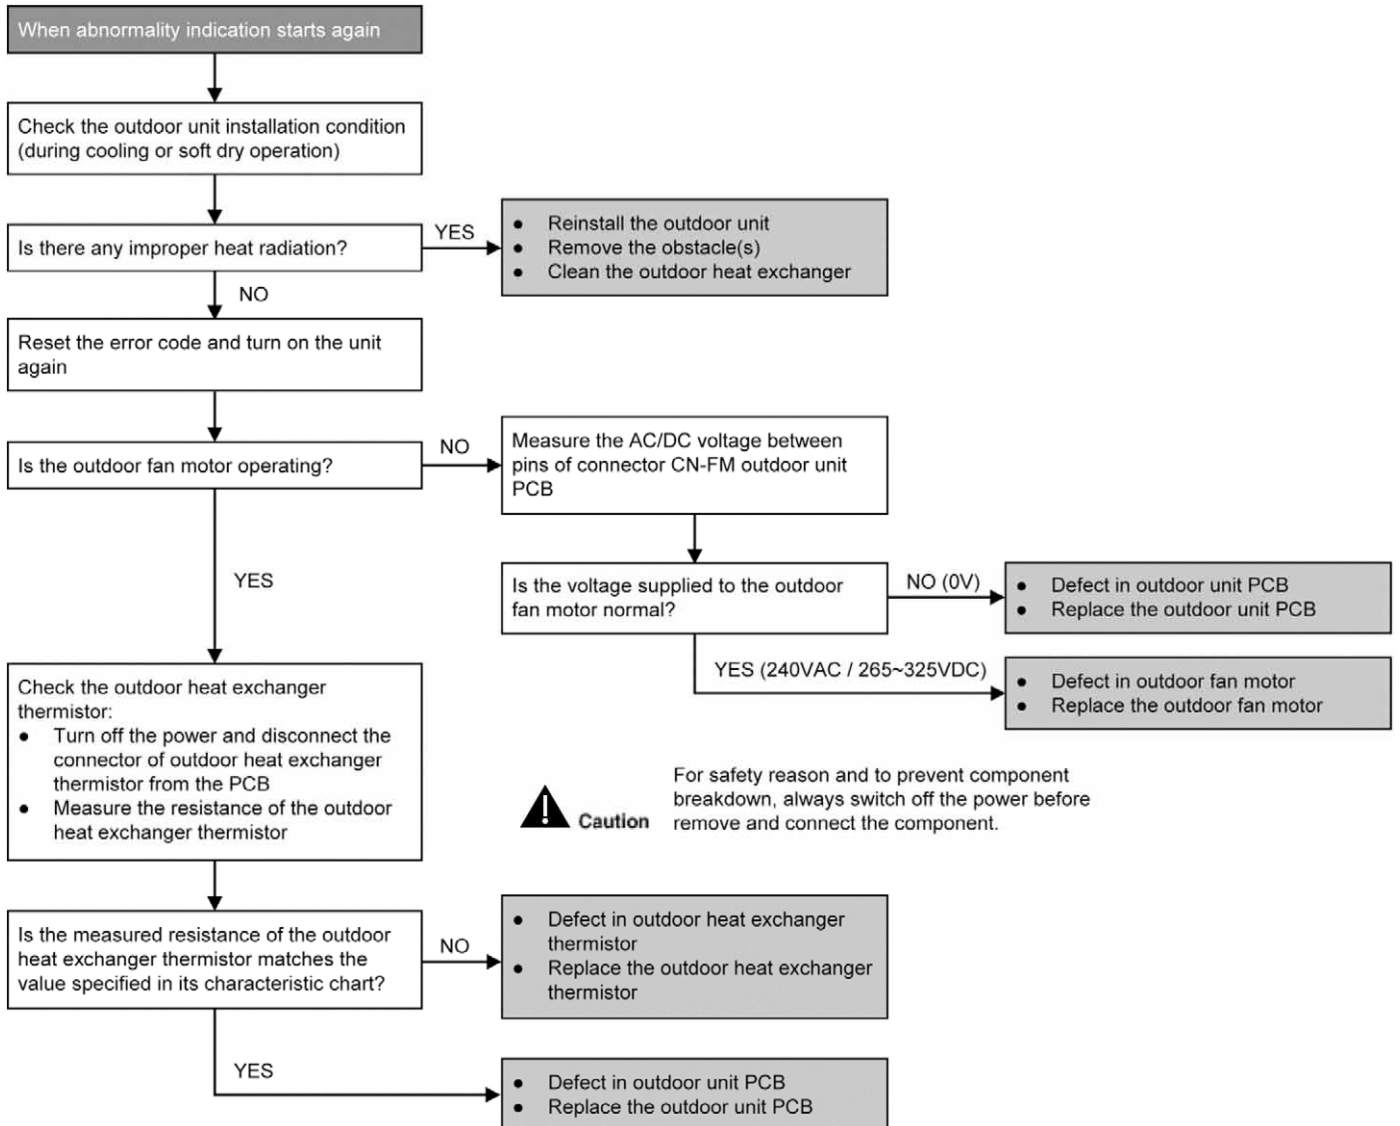 When abnormality indication starts again
Check the outdoor unit installation condition
(during cooling or soft dry operation)
Is there any improper heat radiation?
YES
● Reinstall the outdoor unit
● Remove the obstacle(s)
● Clean the outdoor heat exchanger
NO
Reset the error code and turn on the unit
again
Is the outdoor fan motor operating?
NO
Measure the AC/DC voltage between
pins of connector CN-FM outdoor unit
PCB
Is the voltage supplied to the outdoor
fan motor normal?
NO (0V)
● Defect in outdoor unit PCB
● Replace the outdoor unit PCB
YES (240VAC / 265~325VDC)
● Defect in outdoor fan motor
● Replace the outdoor fan motor
YES
Check the outdoor heat exchanger
thermistor:
● Turn off the power and disconnect the
connector of outdoor heat exchanger
thermistor from the PCB
● Measure the resistance of the outdoor
heat exchanger thermistor
Caution
For safety reason and to prevent component
breakdown, always switch off the power before
remove and connect the component.
Is the measured resistance of the outdoor
heat exchanger thermistor matches the
value specified in its characteristic chart?
NO
● Defect in outdoor heat exchanger
thermistor
● Replace the outdoor heat exchanger
thermistor
YES
● Defect in outdoor unit PCB
● Replace the outdoor unit PCB